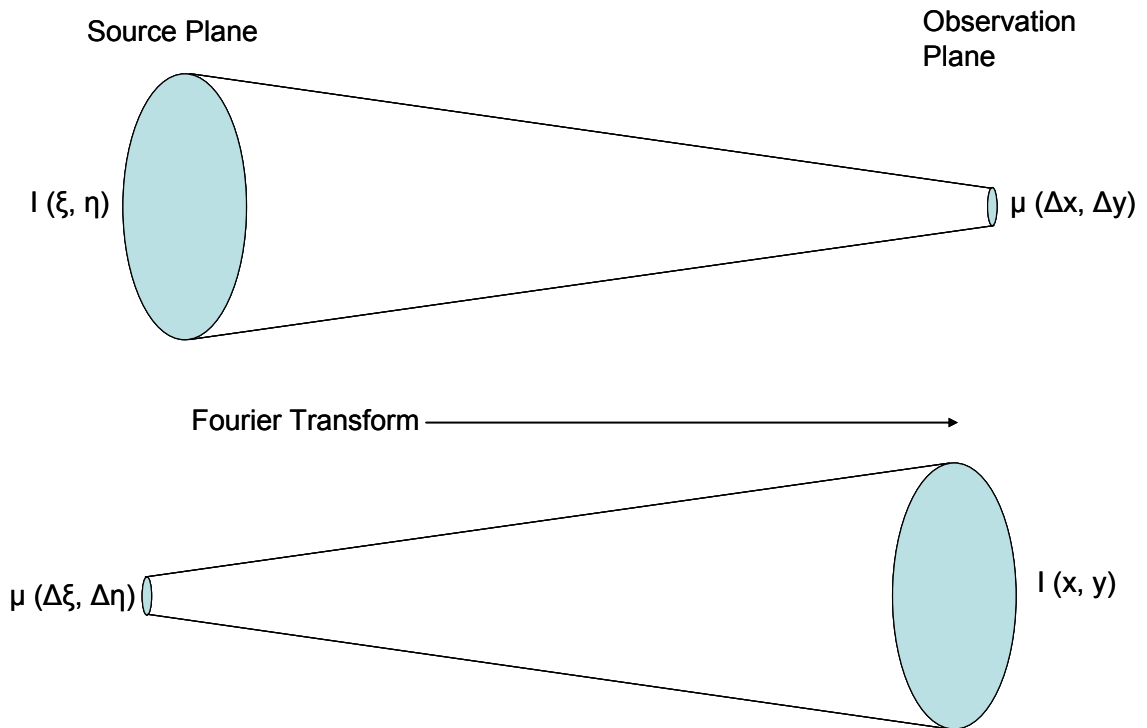 Source Plane
Observation
Plane
I (ξ, η)
μ (Δx, Δy)
Fourier Transform
μ (Δξ, Δη)
I (x, y)